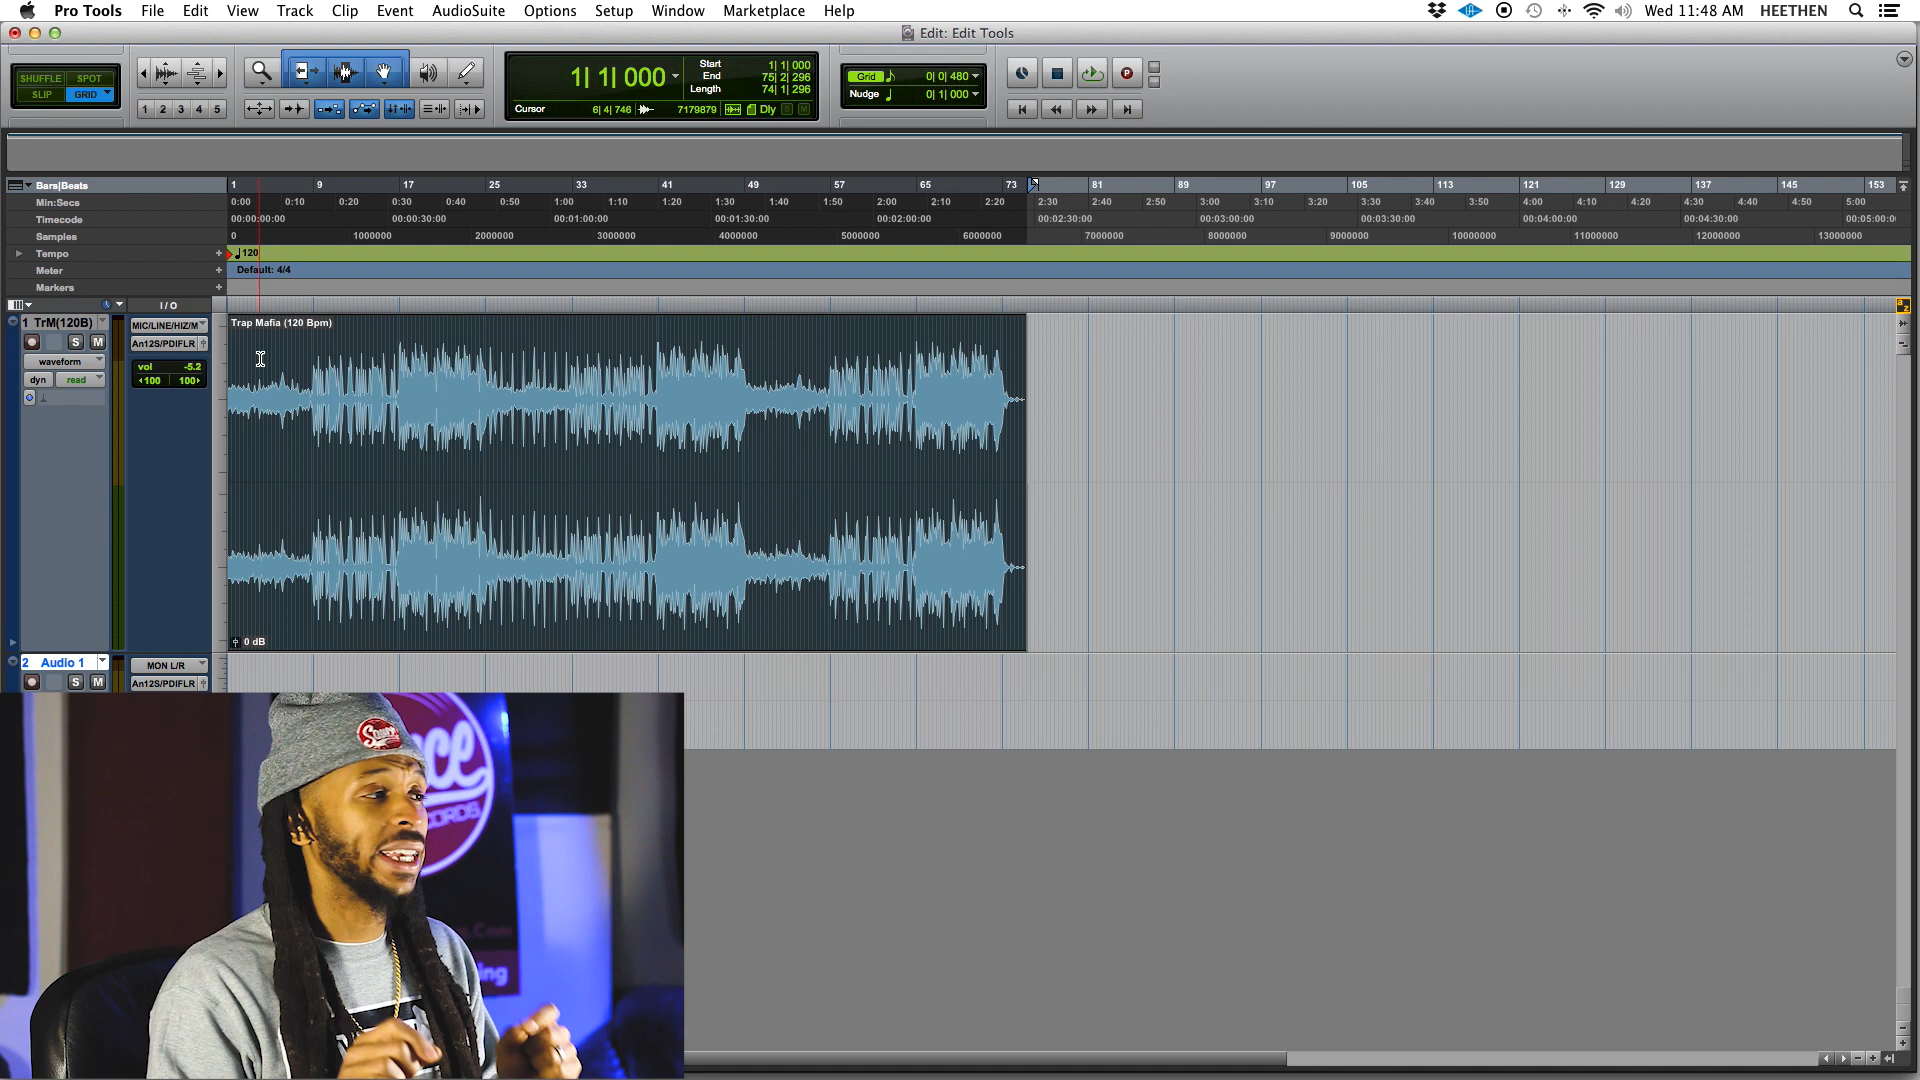 Pro Tools File Edit View Track Clip Event AudioSuite Options Setup Window Marketplace Help Wed 11:48 AM HEETHEN
Edit: Edit Tools
SHUFFLE SPOT
SLIP GRID
1 2 3 4 5
1| 1| 000
Start 1| 1| 000
End 75| 2| 296
Length 74| 1| 296
Cursor 6| 4| 746 7179879 Dly S M
Grid 0| 0| 480
Nudge 0| 1| 000
Bars|Beats 1 9 17 25 33 41 49 57 65 73 81 89 97 105 113 121 129 137 145 153
Min:Secs 0:00 0:10 0:20 0:30 0:40 0:50 1:00 1:10 1:20 1:30 1:40 1:50 2:00 2:10 2:20 2:30 2:40 2:50 3:00 3:10 3:20 3:30 3:40 3:50 4:00 4:10 4:20 4:30 4:40 4:50 5:00
Timecode 00:00:00:00 00:00:30:00 00:01:00:00 00:01:30:00 00:02:00:00 00:02:30:00 00:03:00:00 00:03:30:00 00:04:00:00 00:04:30:00 00:05:00:0
Samples 0 1000000 2000000 3000000 4000000 5000000 6000000 7000000 8000000 9000000 10000000 11000000 12000000 13000000
Tempo + 120
Meter + Default: 4/4
Markers +
I / O
1 TrM(120B) MIC/LINE/HIZ/M Trap Mafia (120 Bpm)
S M An12S/PDIFLR
waveform vol -5.2
dyn read 100 100
0 dB
2 Audio 1 MON L/R
S M An12S/PDIFLR
ce
CORDS
.Com
ing